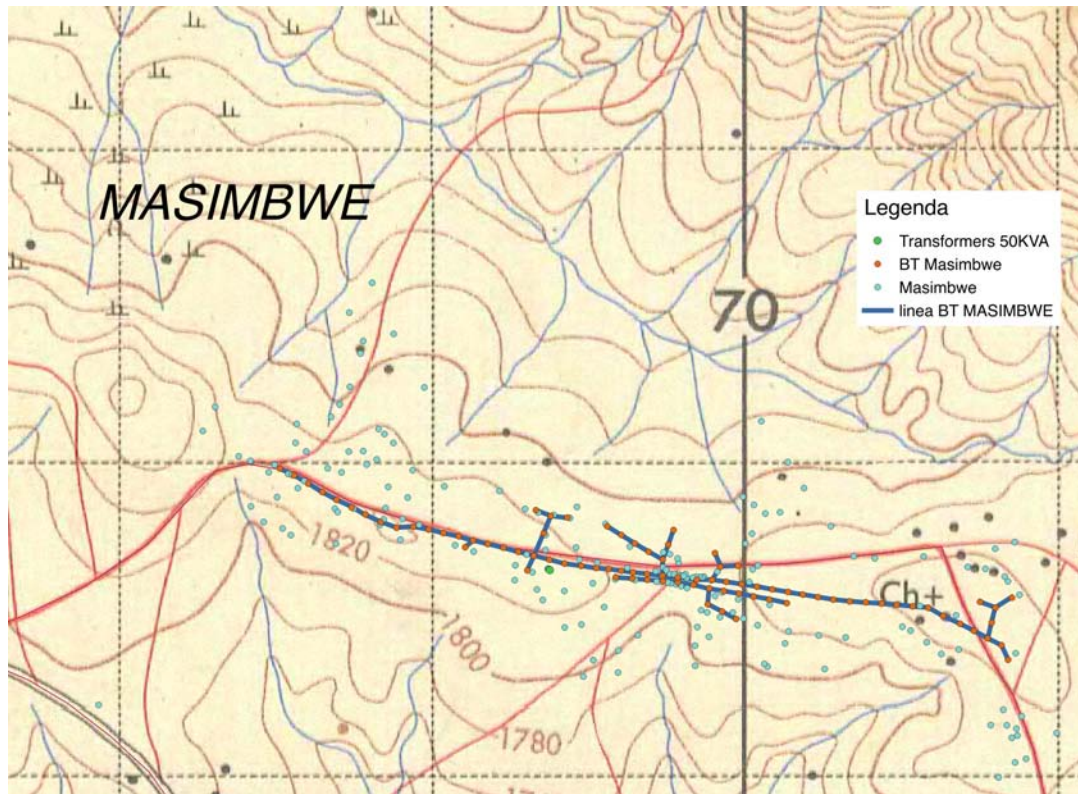 MASIMBWE
Legenda
Transformers 50KVA
BT Masimbwe
Masimbwe
linea BT MASIMBWE
70
1820
Ch+
1800
1780